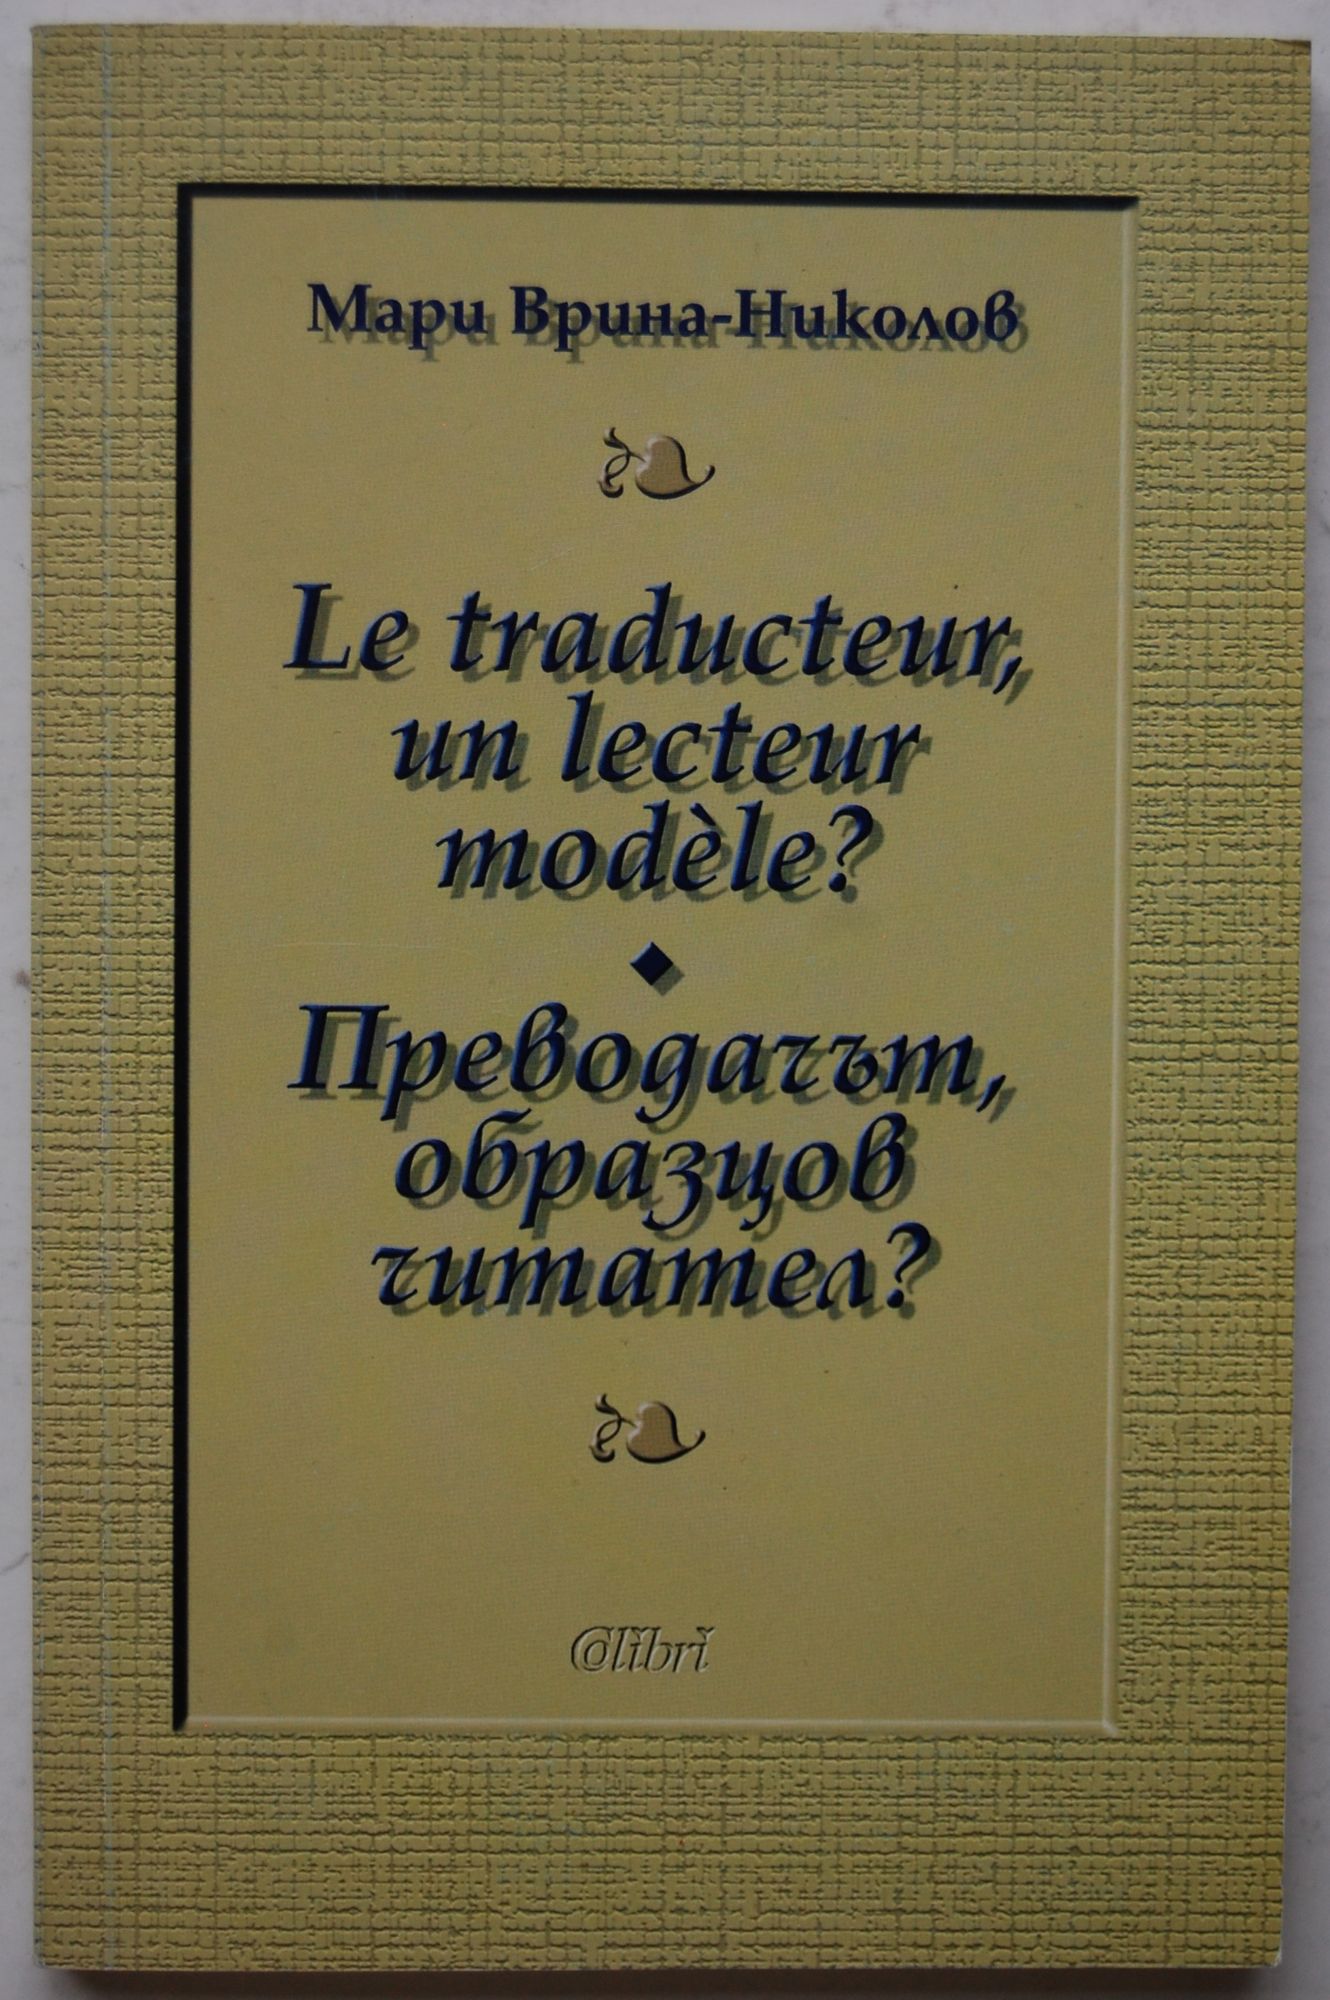 Мари Врина-Николов
Le traducteur,
un lecteur
modèle?
Преводачът,
образцов
читател?
Colibri